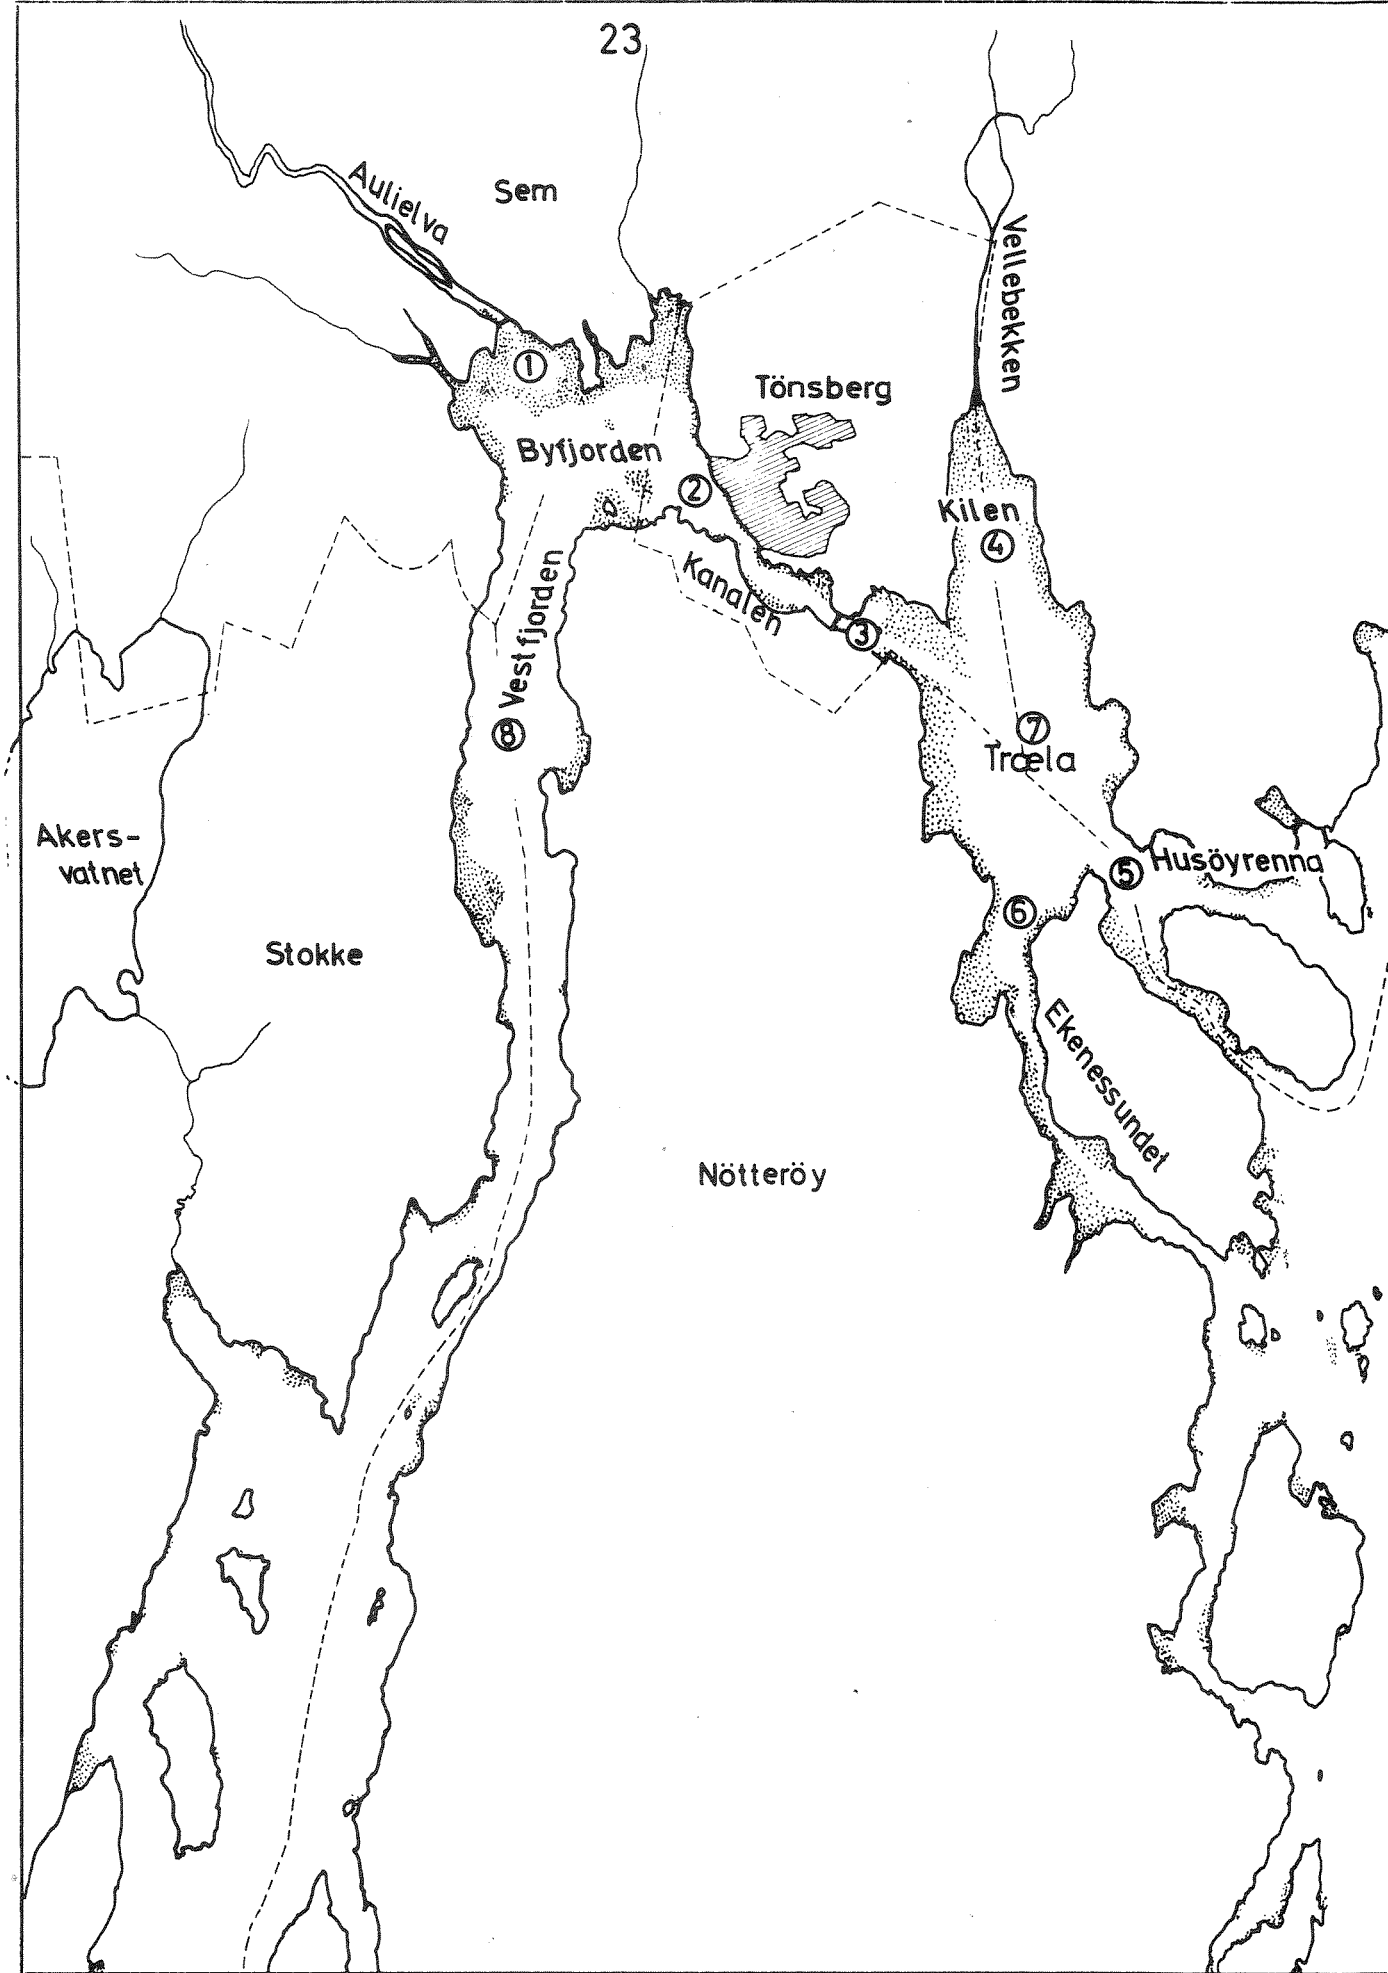 23
Aulielva
Sem
Vellebekken
1
Tönsberg
Byfjorden
2
Kilen
4
Kanalen
3
Vestfjorden
8
7
Træla
Akers-
vatnet
5
Husöyrenna
6
Stokke
Ekenessundet
Nötteröy